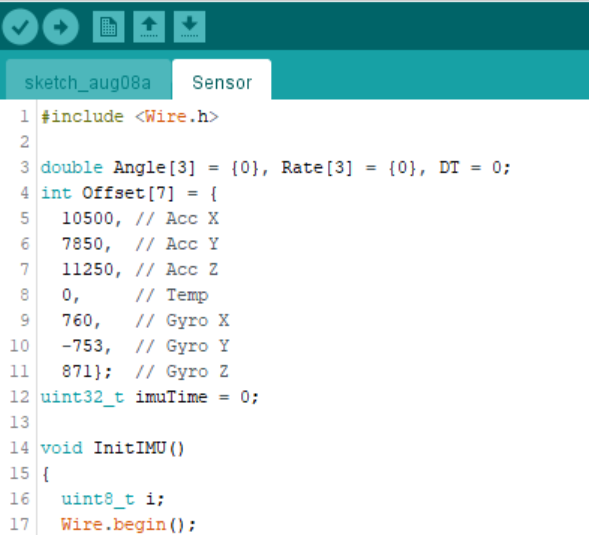 sketch_aug08a Sensor
1 #include <Wire.h>
2
3 double Angle[3] = {0}, Rate[3] = {0}, DT = 0;
4 int Offset[7] = {
5   10500, // Acc X
6   7850,  // Acc Y
7   11250, // Acc Z
8   0,     // Temp
9   760,   // Gyro X
10   -753,  // Gyro Y
11   871};  // Gyro Z
12 uint32_t imuTime = 0;
13
14 void InitIMU()
15 {
16   uint8_t i;
17   Wire.begin();